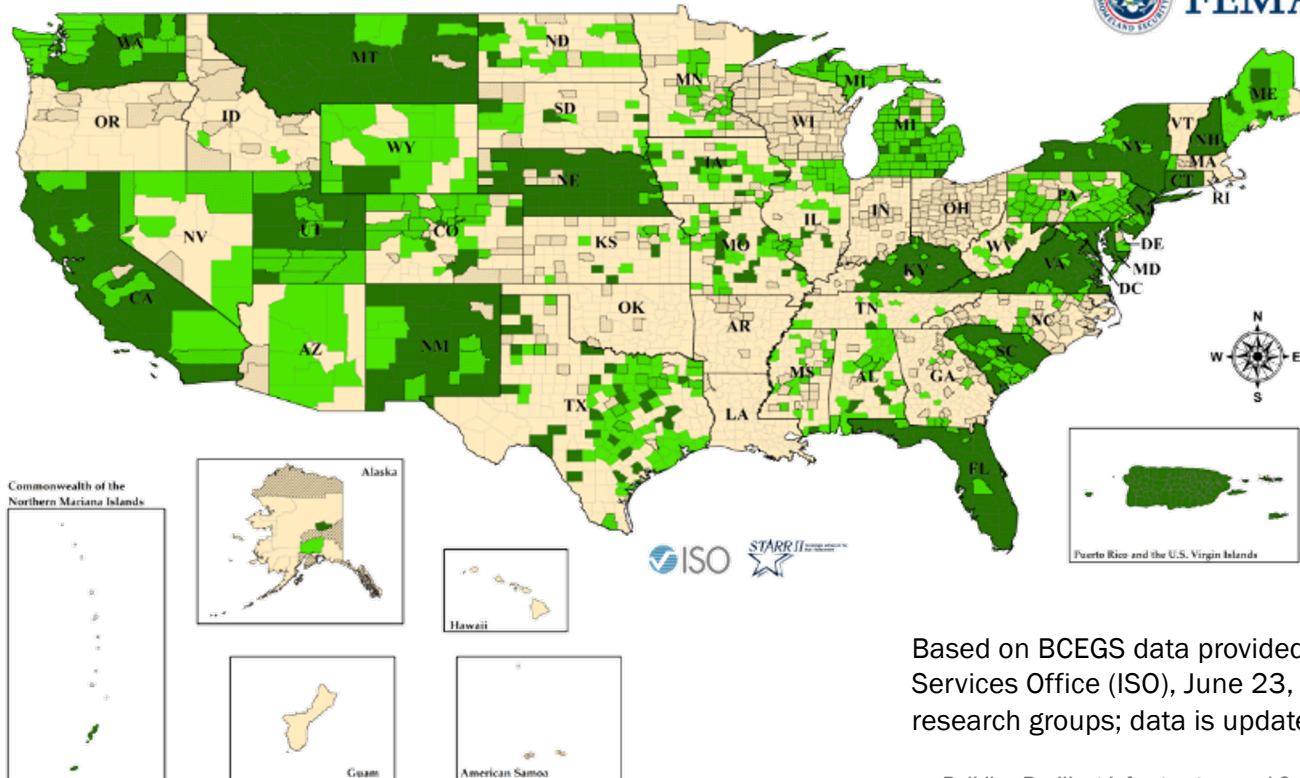 HOMELAND SECURITY
FEMA
WA
MT
ND
MN
MI
ME
OR
ID
SD
WI
MI
VT
NH
NY
MA
WY
IA
CT
RI
NE
PA
NJ
NV
UT
CO
IL
IN
OH
KS
MO
WV
DE
MD
DC
CA
KY
VA
AZ
NM
OK
AR
TN
NC
SC
MS
AL
GA
TX
LA
FL
N
W
E
S
Alaska
Commonwealth of the
Northern Mariana Islands
ISO
STARR II
Puerto Rico and the U.S. Virgin Islands
Hawaii
Guam
American Samoa
Based on BCEGS data provided
Services Office (ISO), June 23,
research groups; data is update